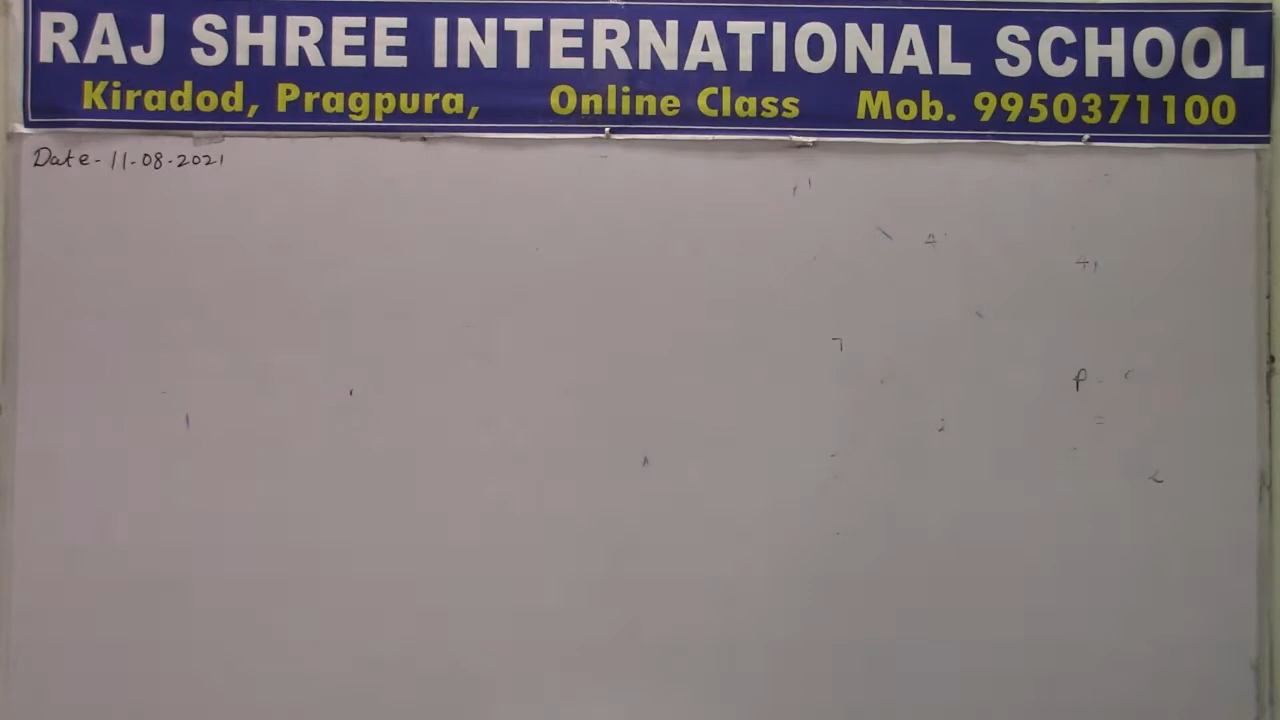 RAJ SHREE INTERNATIONAL SCHOOL
Kiradod, Pragpura, Online Class Mob. 9950371100
Date- 11-08-2021